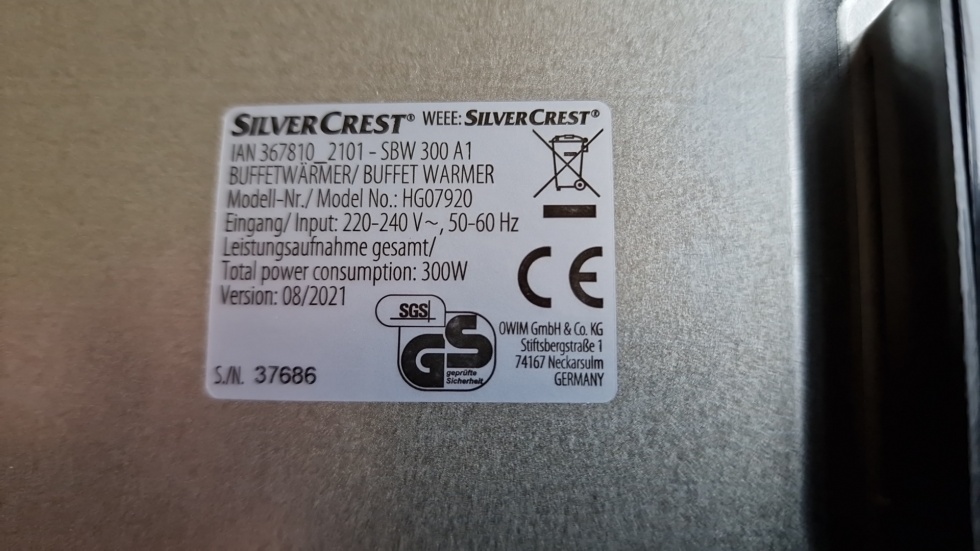 SILVERCREST® WEEE: SILVERCREST®
IAN 367810_2101 - SBW 300 A1
BUFFETWÄRMER/ BUFFET WARMER
Modell-Nr./ Model No.: HG07920
Eingang/ Input: 220-240 V~, 50-60 Hz
Leistungsaufnahme gesamt/
Total power consumption: 300W
Version: 08/2021
CE
SGS
GS
geprüfte
Sicherheit
OWIM GmbH & Co. KG
Stiftsbergstraße 1
74167 Neckarsulm
GERMANY
S./N. 37686